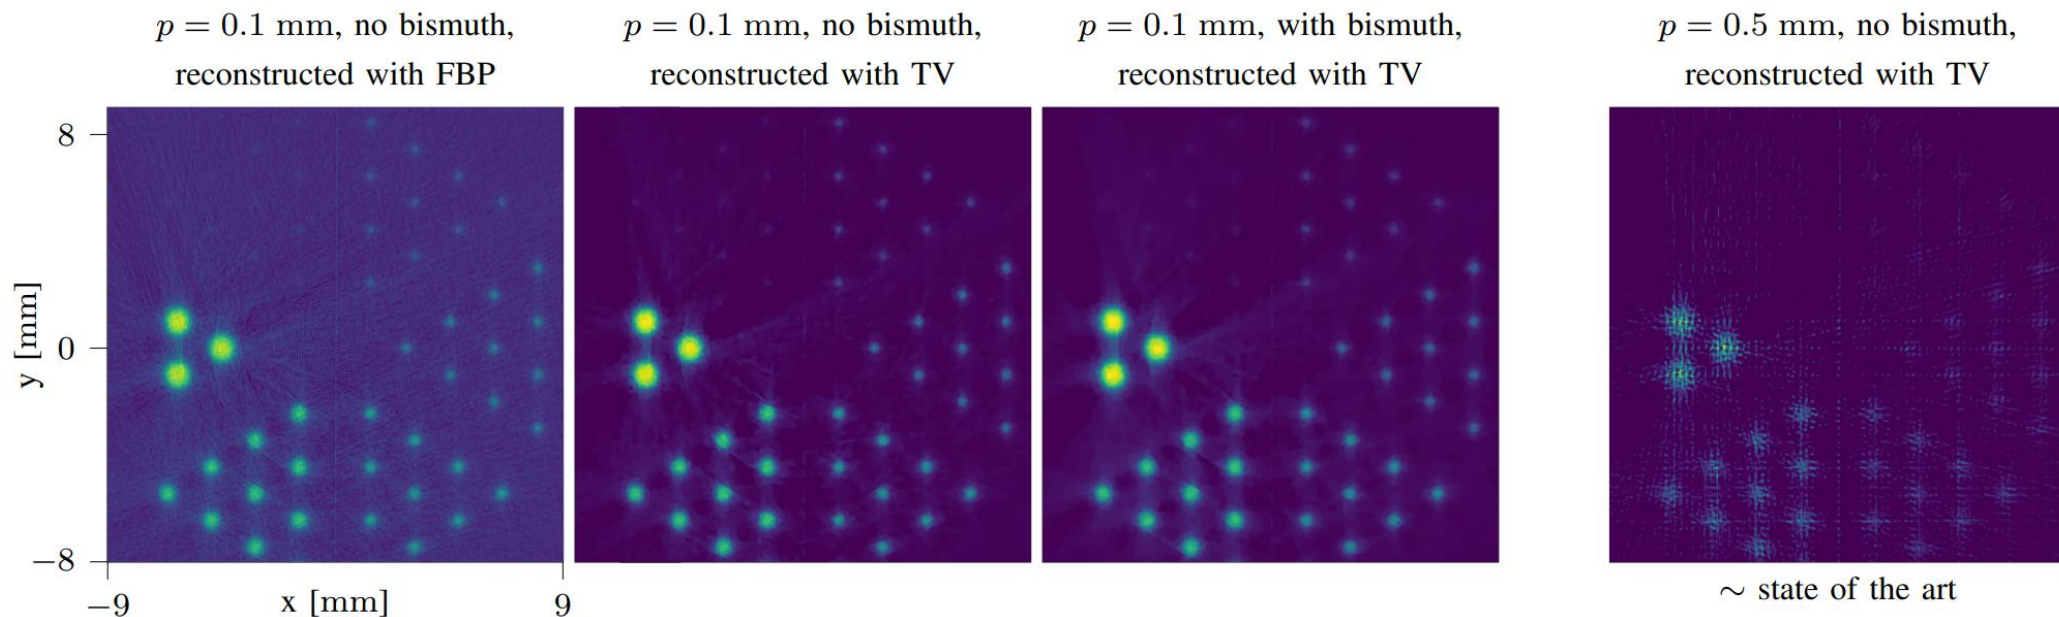 p = 0.1 mm, no bismuth,
reconstructed with FBP
p = 0.1 mm, no bismuth,
reconstructed with TV
p = 0.1 mm, with bismuth,
reconstructed with TV
p = 0.5 mm, no bismuth,
reconstructed with TV
8
0
−8
y [mm]
−9
x [mm]
9
∼ state of the art